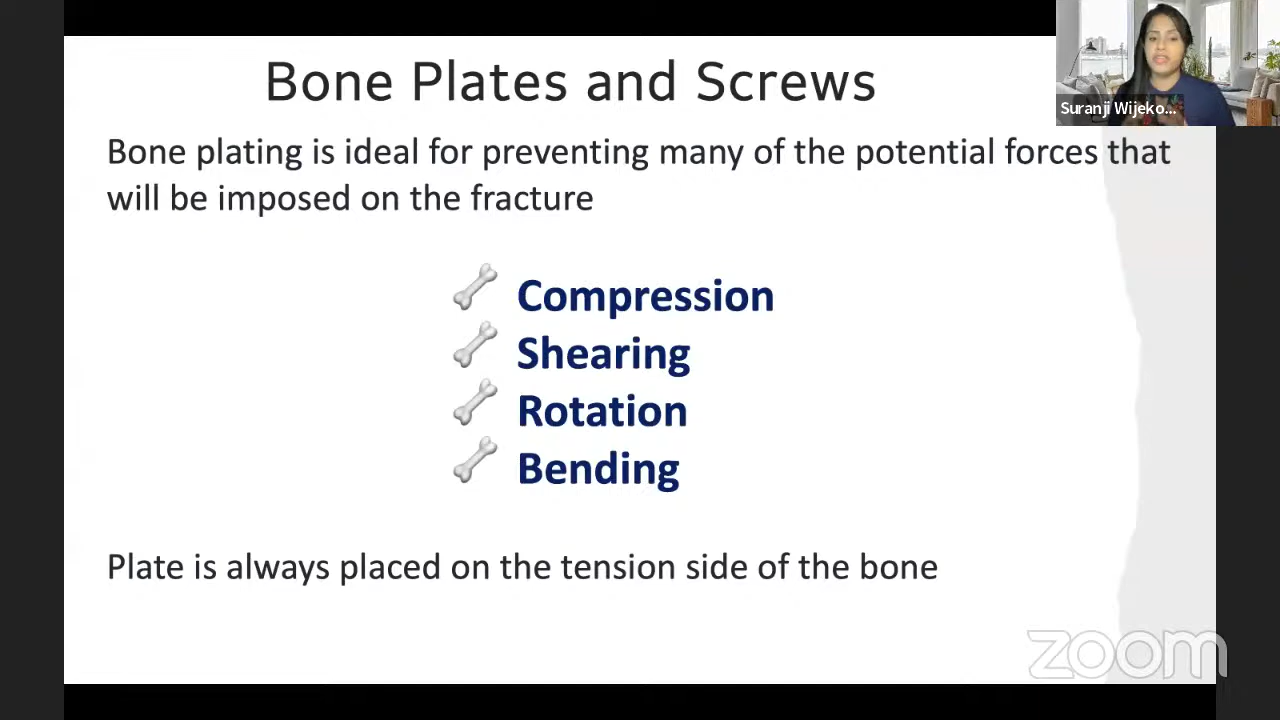 Bone Plates and Screws
Suranji Wijeko...
Bone plating is ideal for preventing many of the potential forces that
will be imposed on the fracture
Compression
Shearing
Rotation
Bending
Plate is always placed on the tension side of the bone
zoom